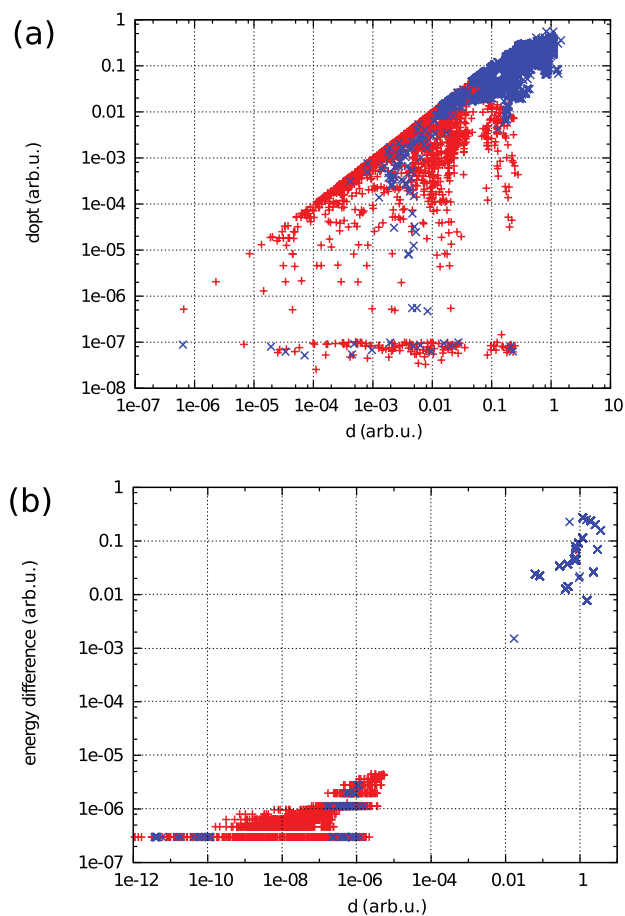 (a)
1
0.1
0.01
1e-03
1e-04
1e-05
1e-06
1e-07
1e-08
dopt (arb.u.)
1e-07 1e-06 1e-05 1e-04 1e-03 0.01 0.1 1 10
d (arb.u.)
(b)
1
0.1
0.01
1e-03
1e-04
1e-05
1e-06
1e-07
energy difference (arb.u.)
1e-12 1e-10 1e-08 1e-06 1e-04 0.01 1
d (arb.u.)